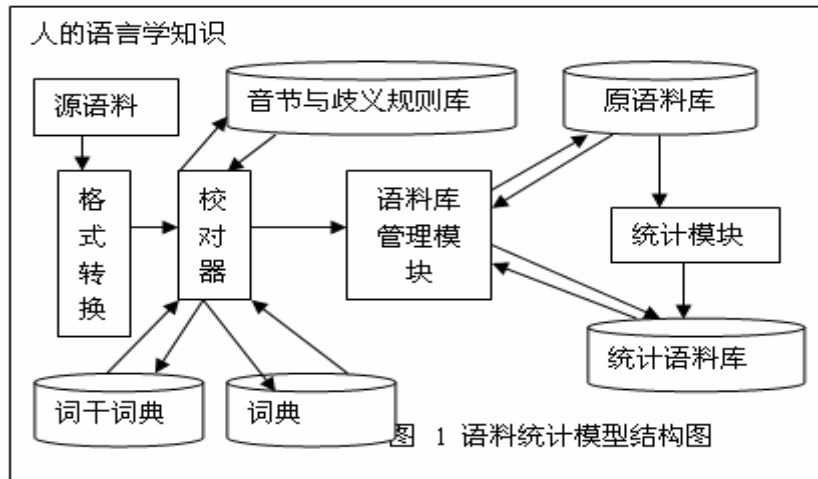 人的语言学知识
源语料
音节与歧义规则库
原语料库
格式转换
校对器
语料库管理模块
统计模块
统计语料库
词干词典
词典
图 1 语料统计模型结构图